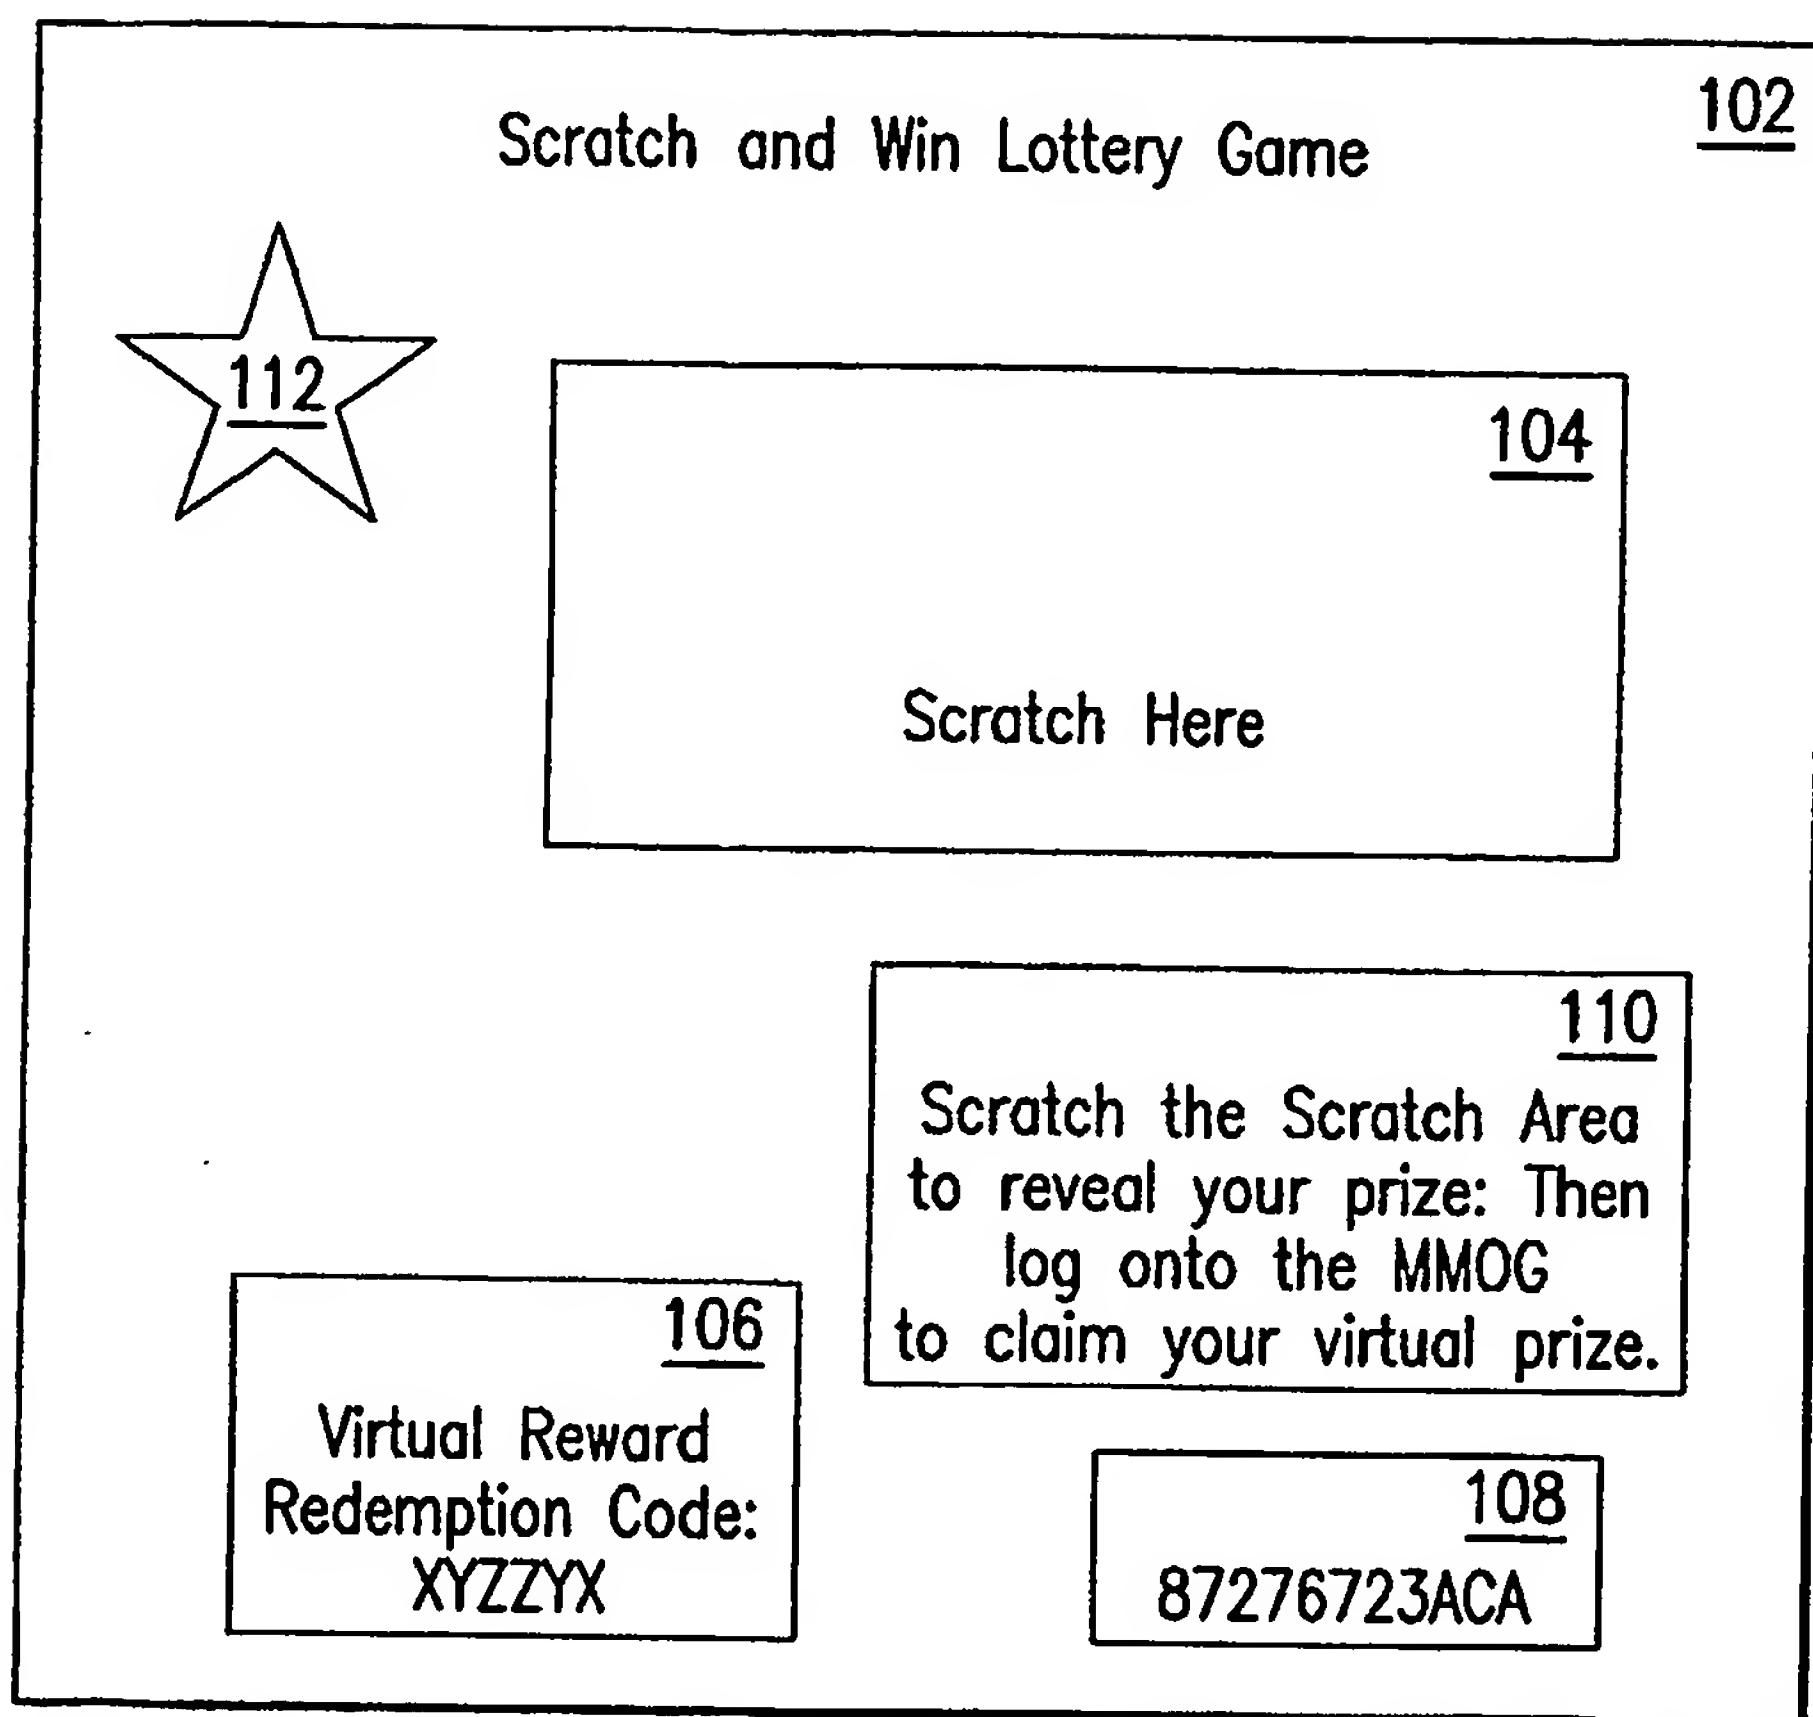 102
Scratch and Win Lottery Game
112
104
Scratch Here
110
Scratch the Scratch Area
to reveal your prize: Then
log onto the MMOG
to claim your virtual prize.
106
Virtual Reward
Redemption Code:
XYZZYX
108
87276723ACA